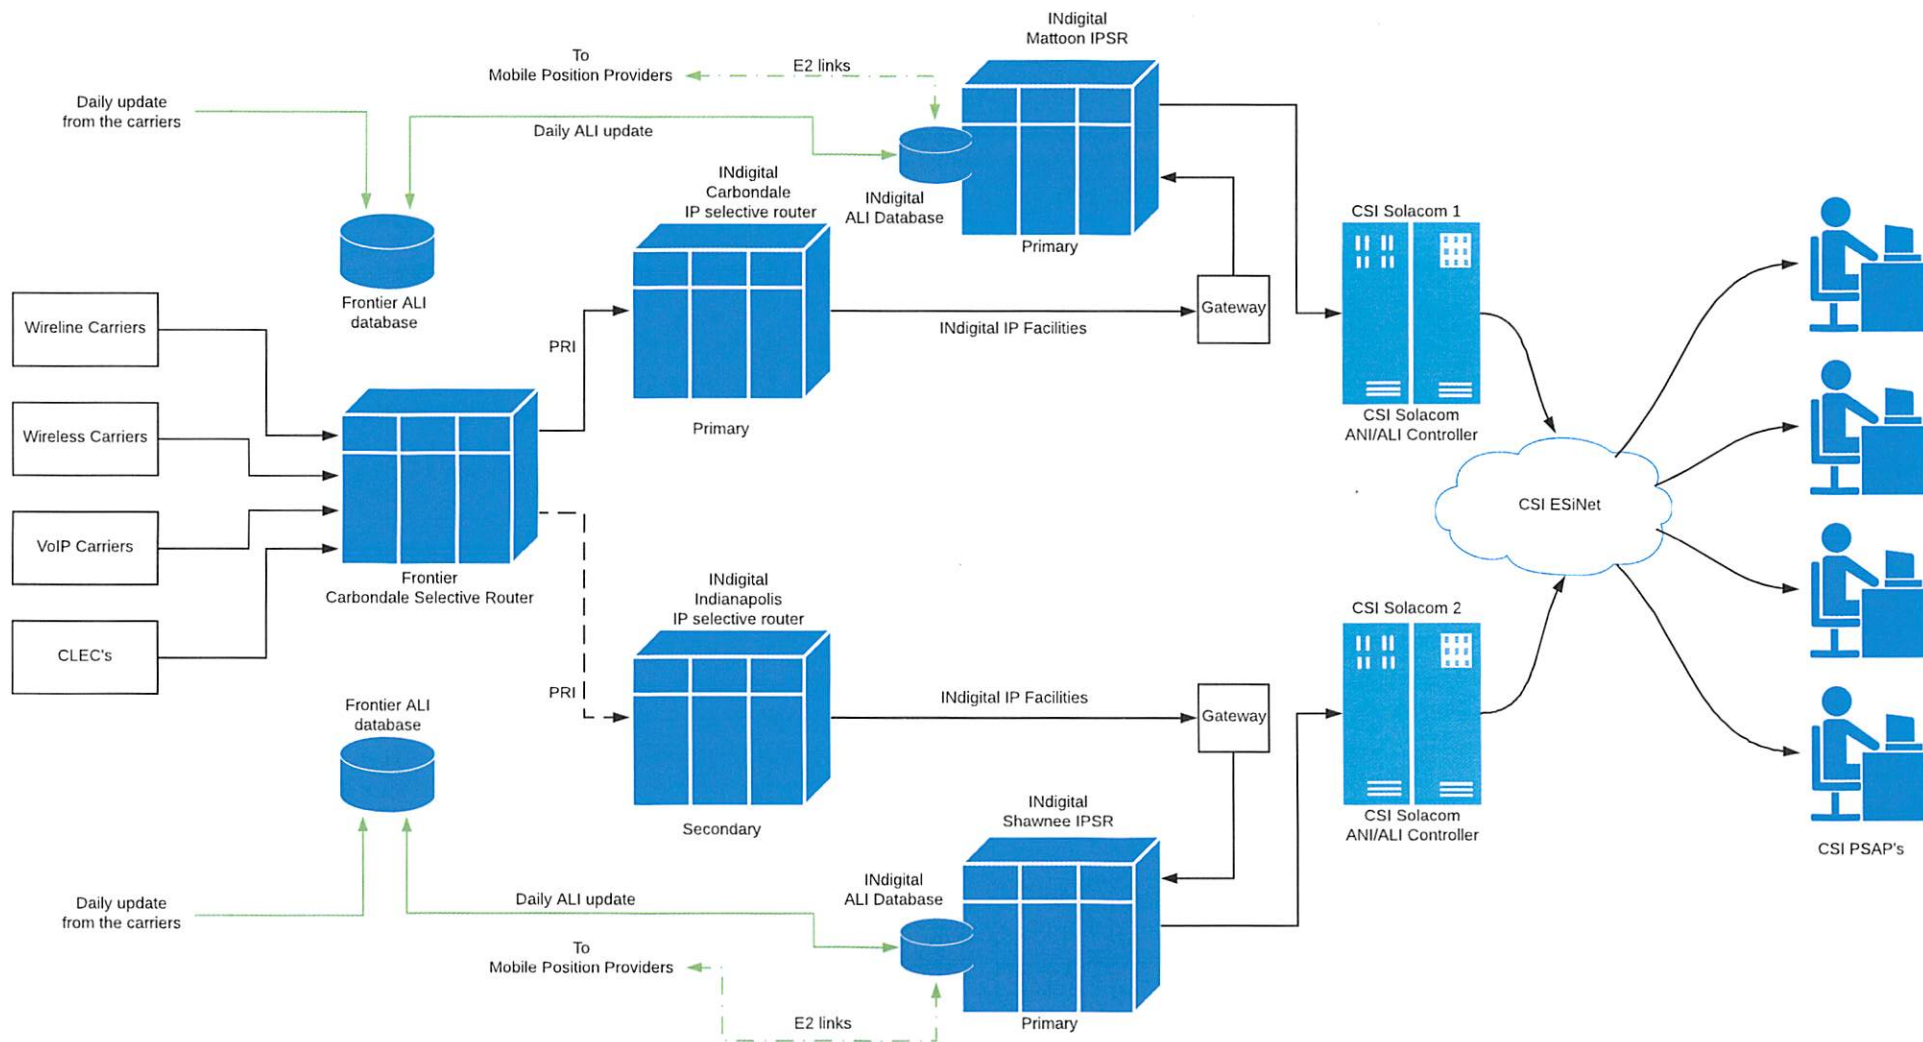 INdigital
Mattoon IPSR
To
Mobile Position Providers
E2 links
Daily update
from the carriers
Daily ALI update
INdigital
Carbondale
IP selective router
INdigital
ALI Database
Primary
CSI Solacom 1
Frontier ALI
database
Wireline Carriers
PRI
INdigital IP Facilities
Gateway
Primary
CSI Solacom
ANI/ALI Controller
Wireless Carriers
CSI ESiNet
VoIP Carriers
Frontier
Carbondale Selective Router
INdigital
Indianapolis
IP selective router
CSI Solacom 2
CLEC's
PRI
INdigital IP Facilities
Gateway
Frontier ALI
database
Secondary
INdigital
Shawnee IPSR
CSI Solacom
ANI/ALI Controller
CSI PSAP's
INdigital
ALI Database
Daily update
from the carriers
Daily ALI update
To
Mobile Position Providers
E2 links
Primary